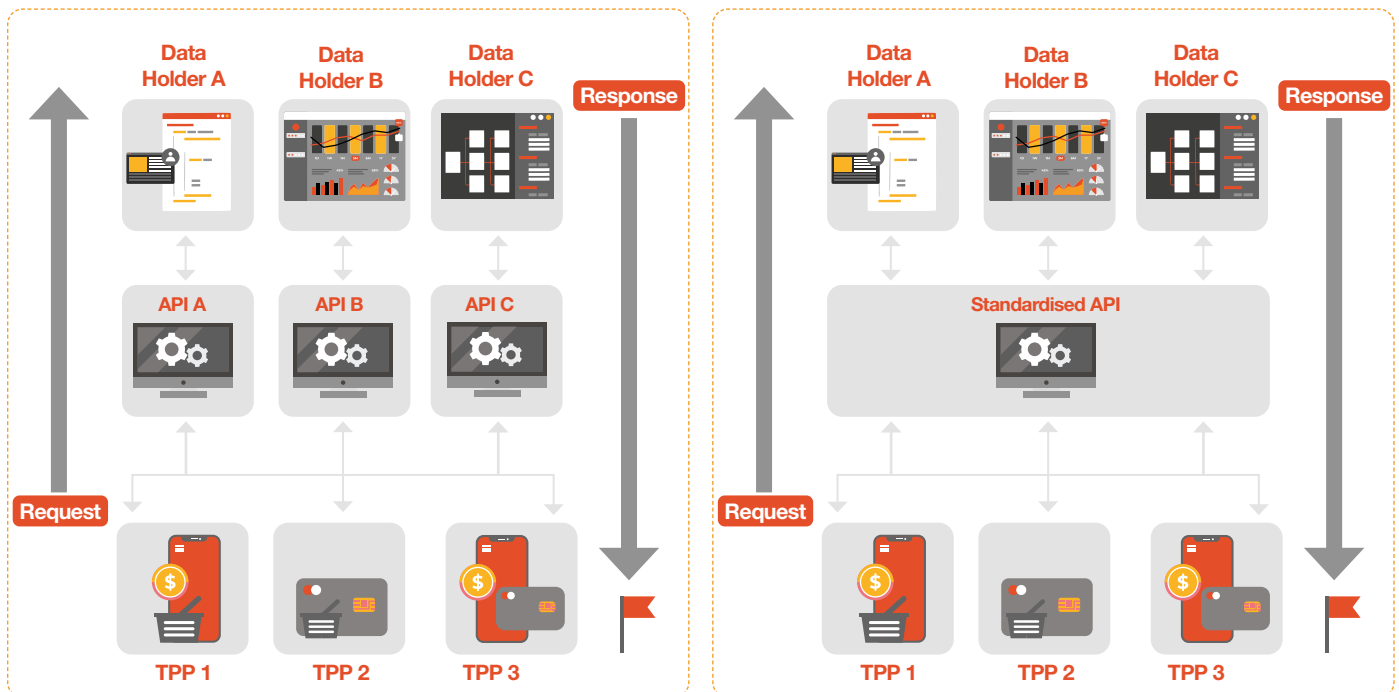 Data
Holder A
Data
Holder B
Data
Holder C
Response
API A
API B
API C
Request
$
$
TPP 1
TPP 2
TPP 3
Data
Holder A
Data
Holder B
Data
Holder C
Response
Standardised API
Request
$
$
TPP 1
TPP 2
TPP 3